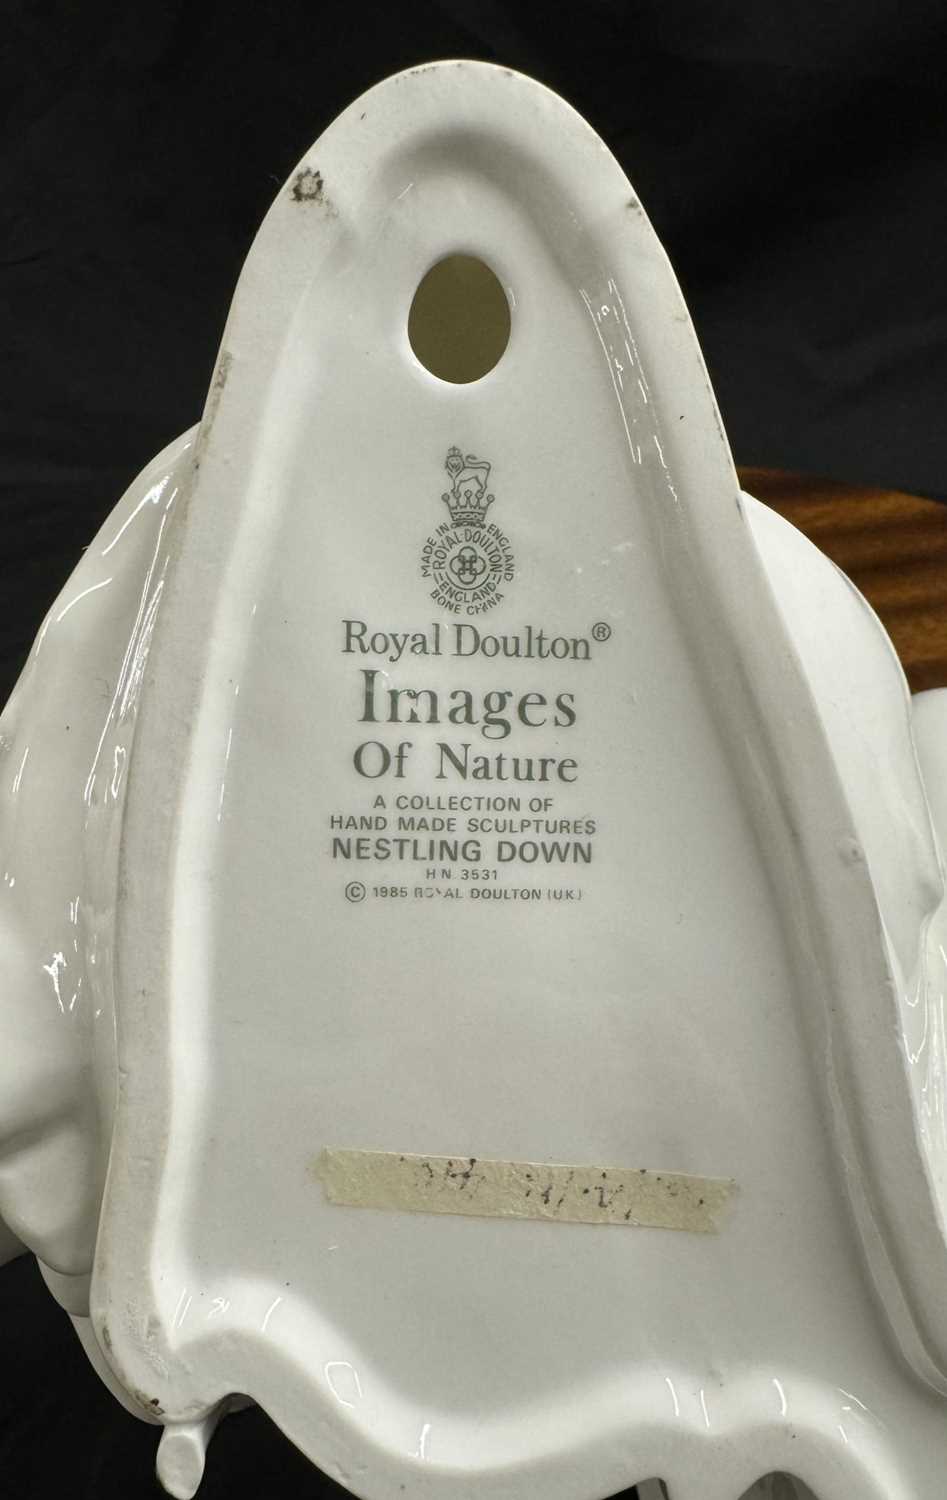 MADE IN ENGLAND
ROYAL·DOULTON
ENGLAND
BONE CHINA
Royal Doulton®
Images
Of Nature
A COLLECTION OF
HAND MADE SCULPTURES
NESTLING DOWN
HN 3531
© 1985 ROYAL DOULTON (UK)